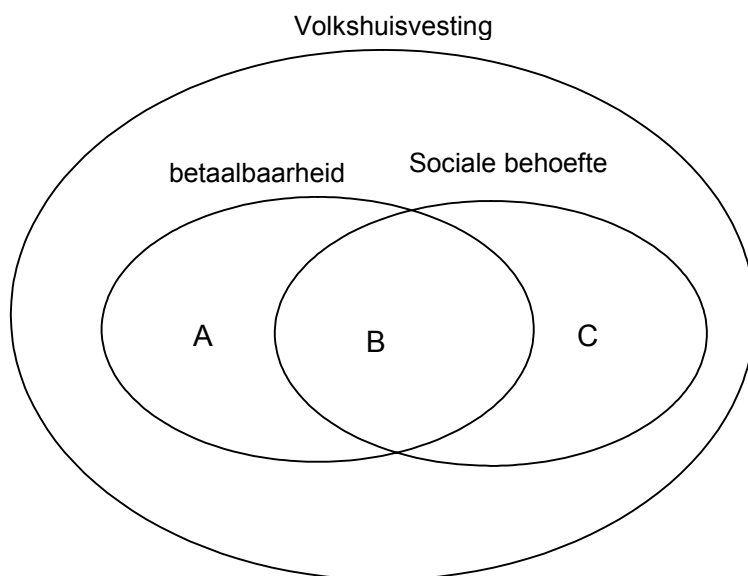 Volkshuisvesting
betaalbaarheid
Sociale behoefte
A
B
C